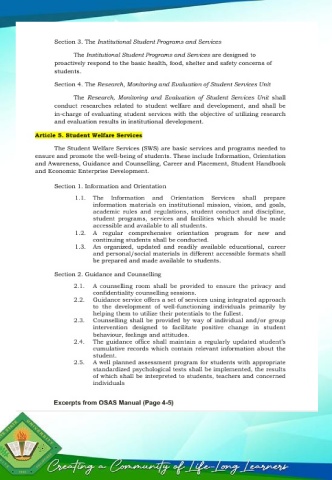 Section 3. The Institutional Student Programs and Services
The Institutional Student Programs and Services are designed to
proactively respond to the basic health, food, shelter and safety concerns of
students.
Section 4. The Research, Monitoring and Evaluation of Student Services Unit
The Research, Monitoring and Evaluation of Student Services Unit shall
conduct researches related to student welfare and development, and shall be
in-charge of evaluating student services with the objective of utilizing research
and evaluation results in institutional development.
Article 5. Student Welfare Services
The Student Welfare Services (SWS) are basic services and programs needed to
ensure and promote the well-being of students. These include Information, Orientation
and Awareness, Guidance and Counselling, Career and Placement, Student Handbook
and Economic Enterprise Development.
Section 1. Information and Orientation
1.1. The Information and Orientation Services shall prepare
information materials on institutional mission, vision, and goals,
academic rules and regulations, student conduct and discipline,
student programs, services and facilities which should be made
accessible and available to all students.
1.2. A regular comprehensive orientation program for new and
continuing students shall be conducted.
1.3. An organized, updated and readily available educational, career
and personal/social materials in different accessible formats shall
be prepared and made available to students.
Section 2. Guidance and Counselling
2.1. A counselling room shall be provided to ensure the privacy and
confidentiality counselling sessions.
2.2. Guidance service offers a set of services using integrated approach
to the development of well-functioning individuals primarily by
helping them to utilize their potentials to the fullest.
2.3. Counselling shall be provided by way of individual and/or group
intervention designed to facilitate positive change in student
behaviour, feelings and attitudes.
2.4. The guidance office shall maintain a regularly updated student's
cumulative records which contain relevant information about the
student.
2.5. A well planned assessment program for students with appropriate
standardized psychological tests shall be implemented, the results
of which shall be interpreted to students, teachers and concerned
individuals
Excerpts from OSAS Manual (Page 4-5)
Creating a Community of Life-Long Learners